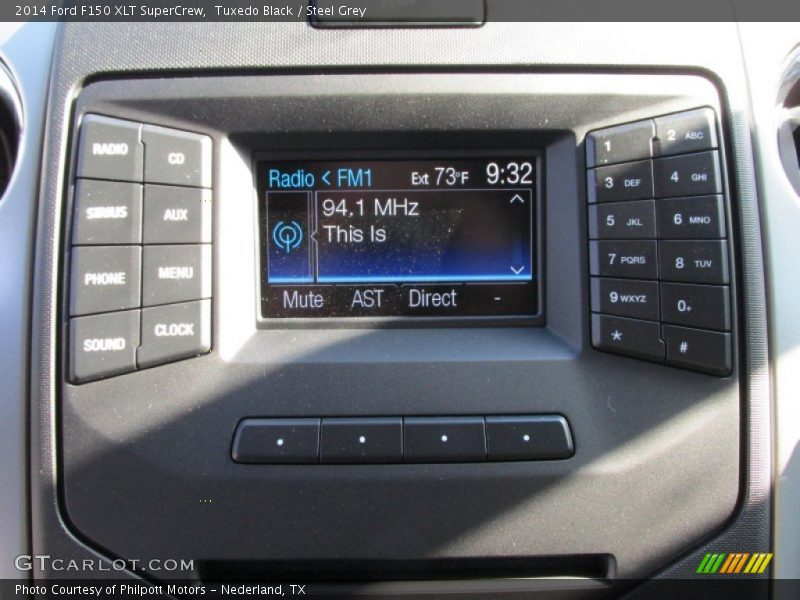 2014 Ford F150 XLT SuperCrew, Tuxedo Black / Steel Grey
RADIO
CD
SIRIUS
AUX
PHONE
MENU
SOUND
CLOCK
Radio < FM1 Ext 73°F 9:32
94.1 MHz
This Is
Mute AST Direct -
1
2 ABC
3 DEF
4 GHI
5 JKL
6 MNO
7 PQRS
8 TUV
9 WXYZ
0+
*
#
GTCARLOT.COM
Photo Courtesy of Philpott Motors - Nederland, TX